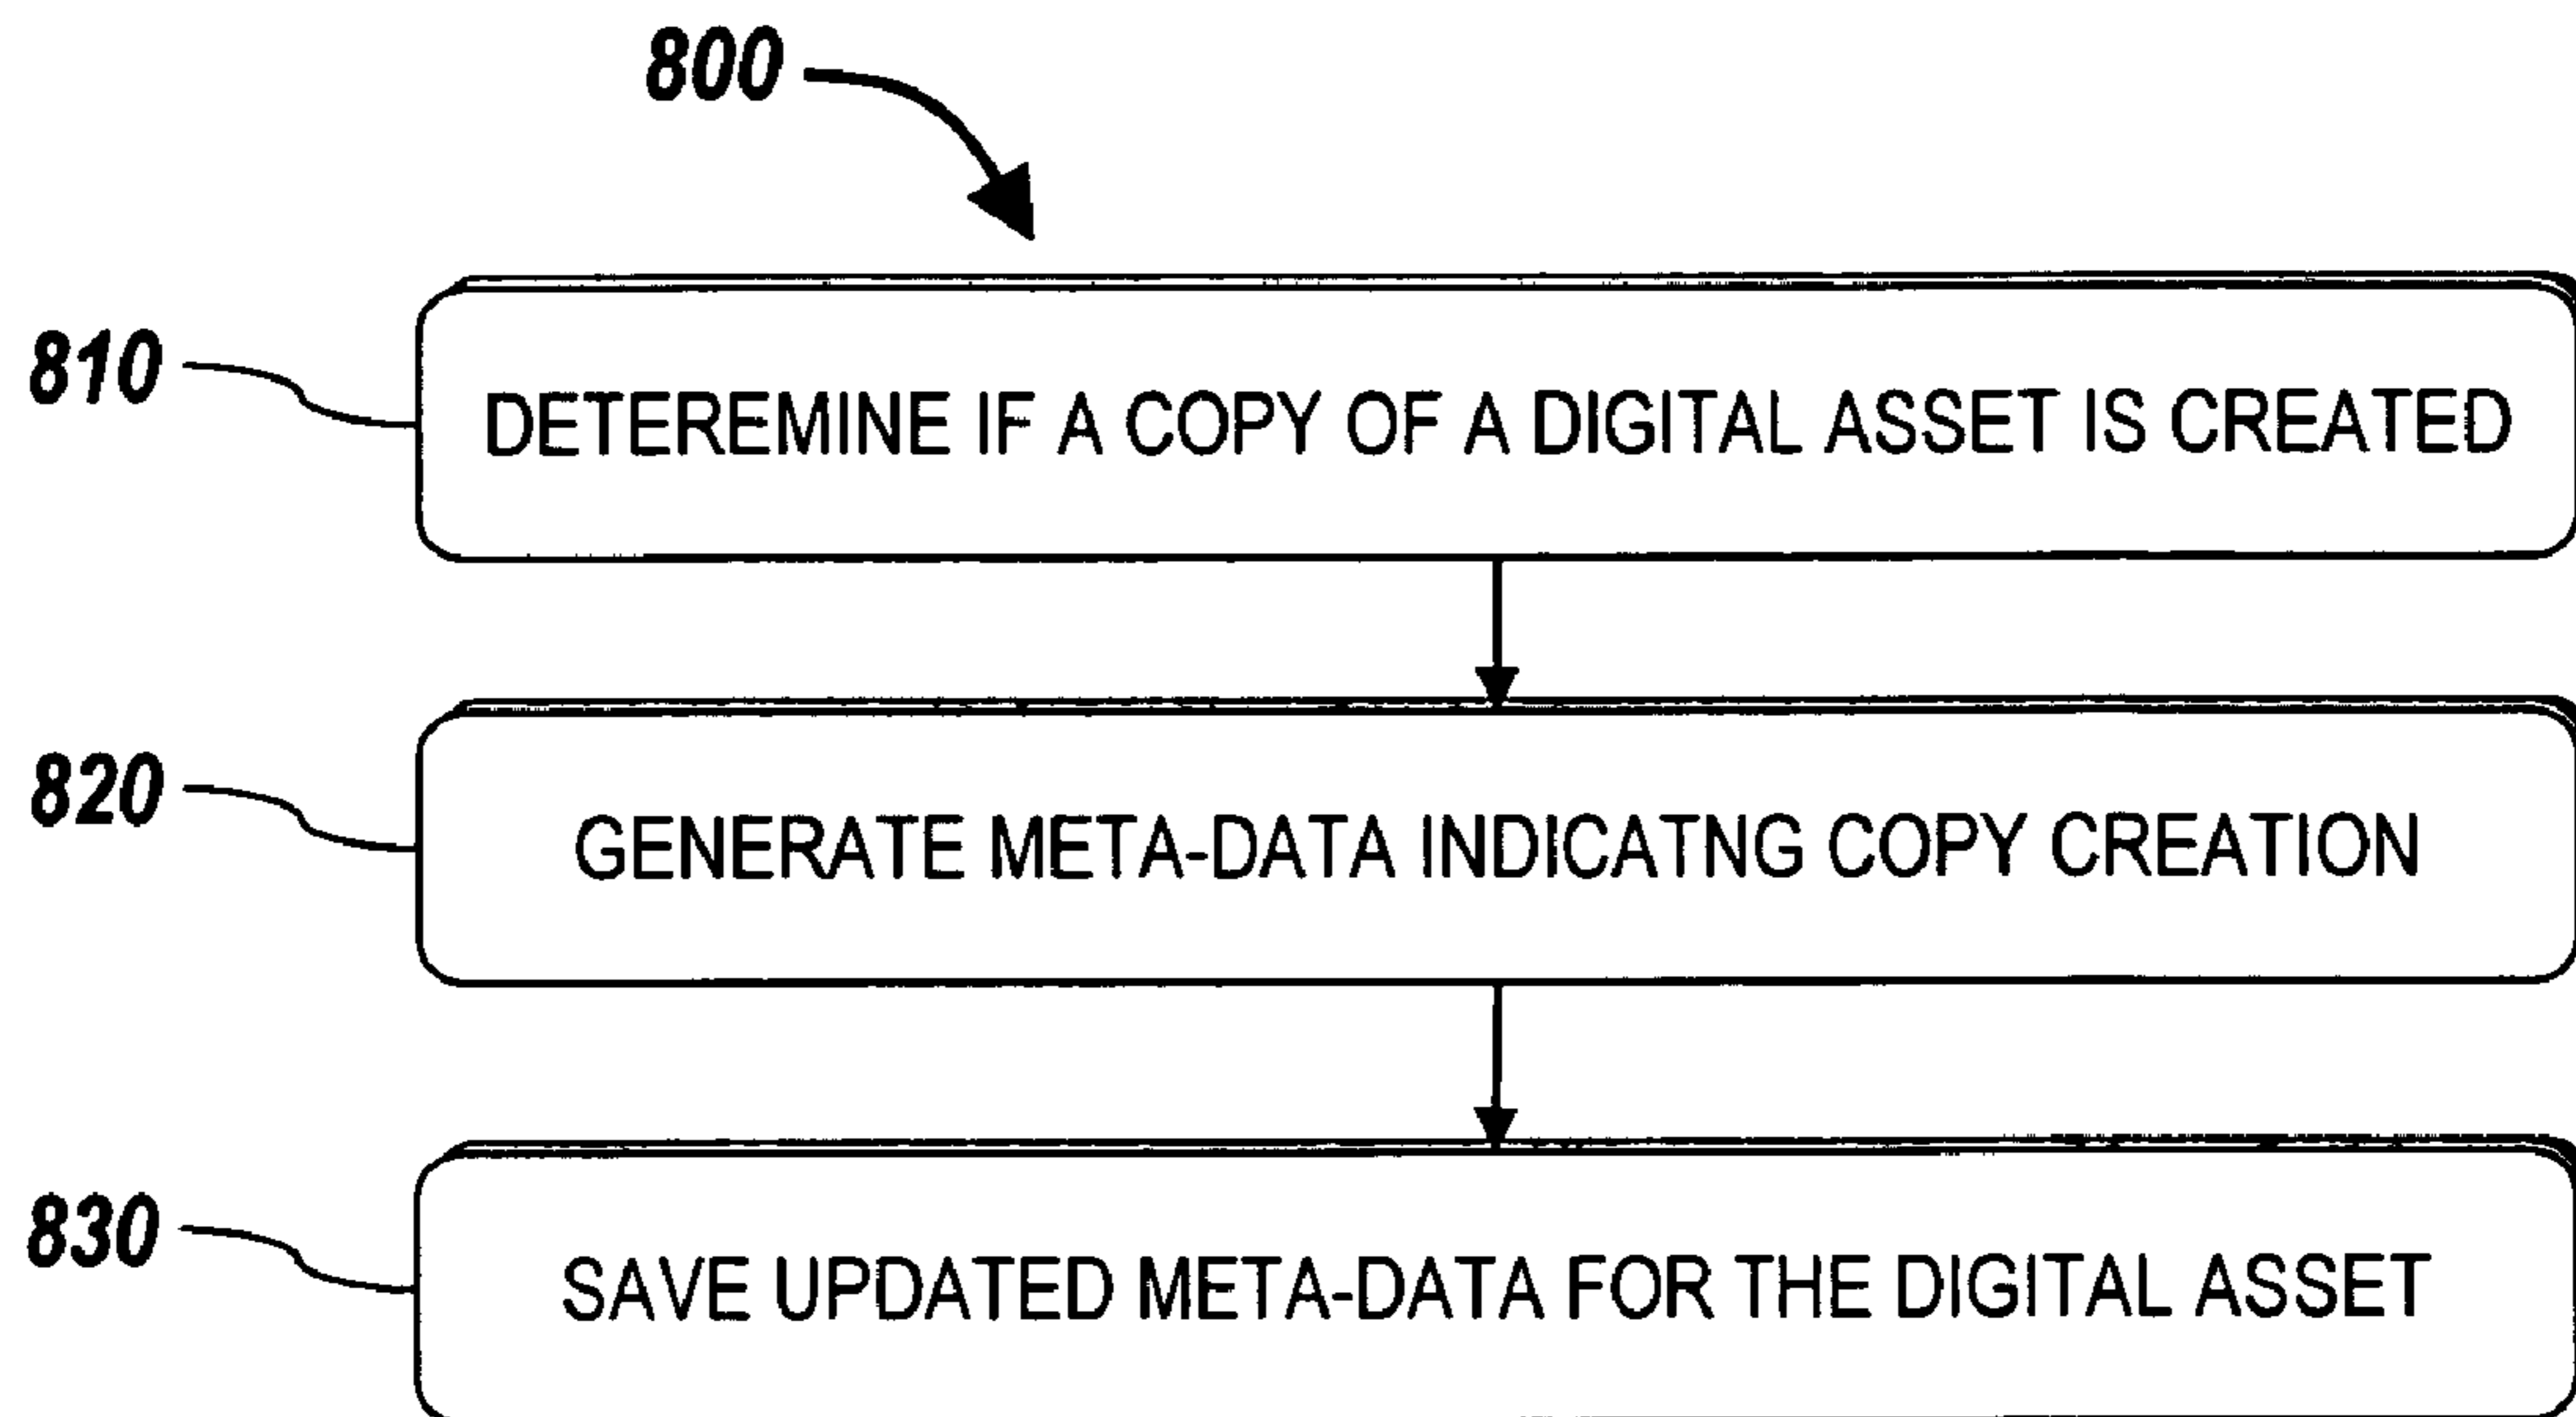 800
810
DETEREMINE IF A COPY OF A DIGITAL ASSET IS CREATED
820
GENERATE META-DATA INDICATNG COPY CREATION
830
SAVE UPDATED META-DATA FOR THE DIGITAL ASSET